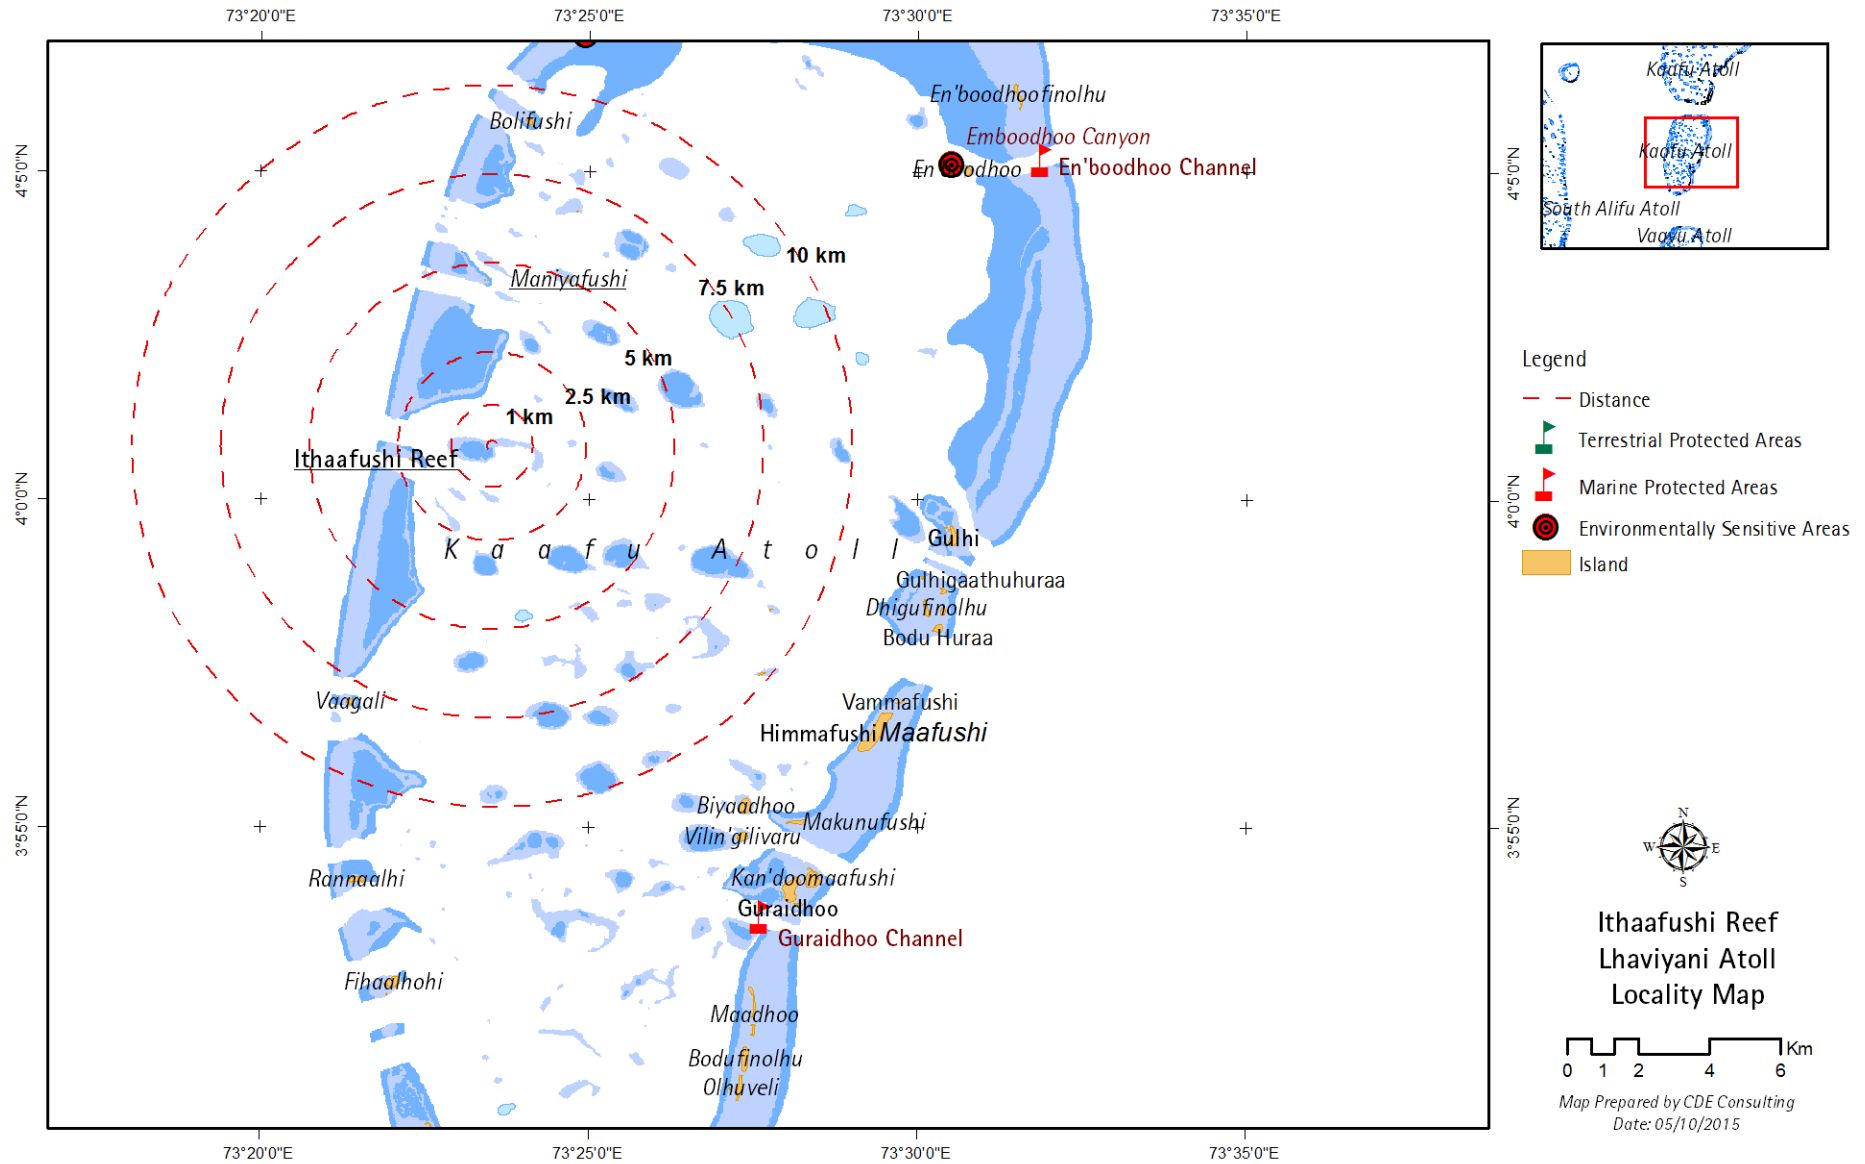 73°20'0"E
73°25'0"E
73°30'0"E
73°35'0"E
4°5'0"N
4°0'0"N
3°55'0"N
Bolifushi
En'boodhoofinolhu
Emboodhoo Canyon
En'boodhoo Channel
10 km
7.5 km
Maniyafushi
5 km
2.5 km
1 km
Ithaafushi Reef
Kaafu Atoll
Gulhi
Gulhigaathuhuraa
Dhigufinolhu
Bodu Huraa
Vaagali
Vammafushi
Himmafushi
Maafushi
Biyaadhoo
Makunufushi
Vilin'gilivaru
Rannaalhi
Kan'doomaafushi
Guraidhoo
Guraidhoo Channel
Fihaalhohi
Maadhoo
Bodufinolhu
Olhuveli
4°5'0"N
4°0'0"N
3°55'0"N
73°20'0"E
73°25'0"E
73°30'0"E
73°35'0"E
Kaafu Atoll
Kaafu Atoll
South Alifu Atoll
Vaavu Atoll
Legend
Distance
Terrestrial Protected Areas
Marine Protected Areas
Environmentally Sensitive Areas
Island
N
W E
S
Ithaafushi Reef
Lhaviyani Atoll
Locality Map
Km
0 1 2 4 6
Map Prepared by CDE Consulting
Date: 05/10/2015